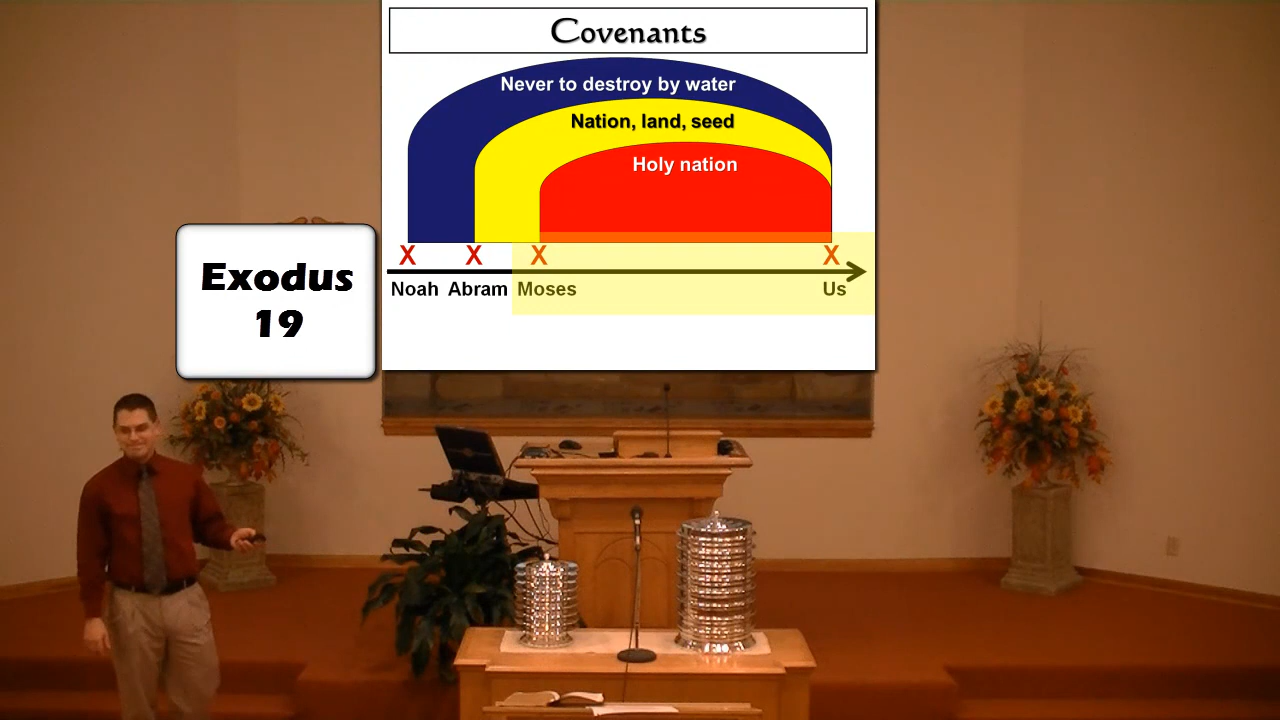 Covenants
Never to destroy by water
Nation, land, seed
Holy nation
X X X X
Noah Abram Moses Us
Exodus
19